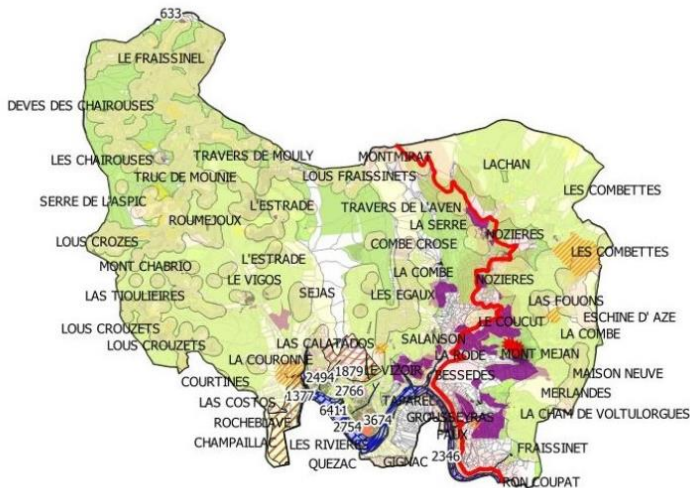 633
LE FRAISSINEL
DEVES DES CHAIROUSES
LES CHAIROUSES
TRAVERS DE MOULY
MONTMIRAT
LACHAN
TRUC DE MOUNIE
LOUS FRAISSINETS
LES COMBETTES
SERRE DE L'ASPIC
L'ESTRADE
TRAVERS DE L'AVEN
ROUMEJOUX
LA SERRE
NOZIERES
LOUS CROZES
COMBE CROSE
LES COMBETTES
MONT CHABRIO
L'ESTRADE
LA COMBE
LE VIGOS
NOZIERES
LAS TIOULIERES
SEJAS
LES EGAUX
LAS FOUONS
LOUS CROUZETS
LE COUCUT
ESCHINE D' AZE
LOUS CROUZETS
LAS CALATADOS
SALANSON
LA COMBE
LA COURONNE
LA RODE
MONT MEJAN
2494
1879
LE VIZOIR
BESSEDES
MAISON NEUVE
COURTINES
1377
2766
MERLANDES
LAS COSTOS
6411
TAPAREL
LA CHAM DE VOLTULORGUES
ROCHEBLAVE
2754
3674
GROUSSEYRAS
PAUX
CHAMPAILLAC
LES RIVIERES
2346
FRAISSINET
QUEZAC
GIGNAC
RON COUPAT